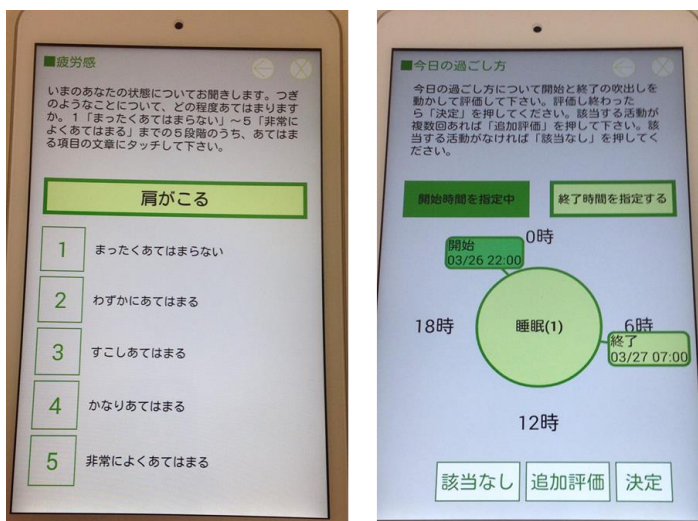 ■疲労感
いまのあなたの状態についてお聞きします。つぎ
のようなことについて、どの程度あてはまります
か。１「まったくあてはまらない」～５「非常に
よくあてはまる」までの５段階のうち、あてはま
る項目の文章にタッチして下さい。
肩がこる
1 まったくあてはまらない
2 わずかにあてはまる
3 すこしあてはまる
4 かなりあてはまる
5 非常によくあてはまる
■今日の過ごし方
今日の過ごし方について開始と終了の吹出しを
動かして評価して下さい。評価し終わった
ら「決定」を押してください。該当する活動が
複数回あれば「追加評価」を押して下さい。該
当する活動がなければ「該当なし」を押してく
ださい。
開始時間を指定中 終了時間を指定する
0時
開始
03/26 22:00
18時 睡眠(1) 6時
終了
03/27 07:00
12時
該当なし 追加評価 決定